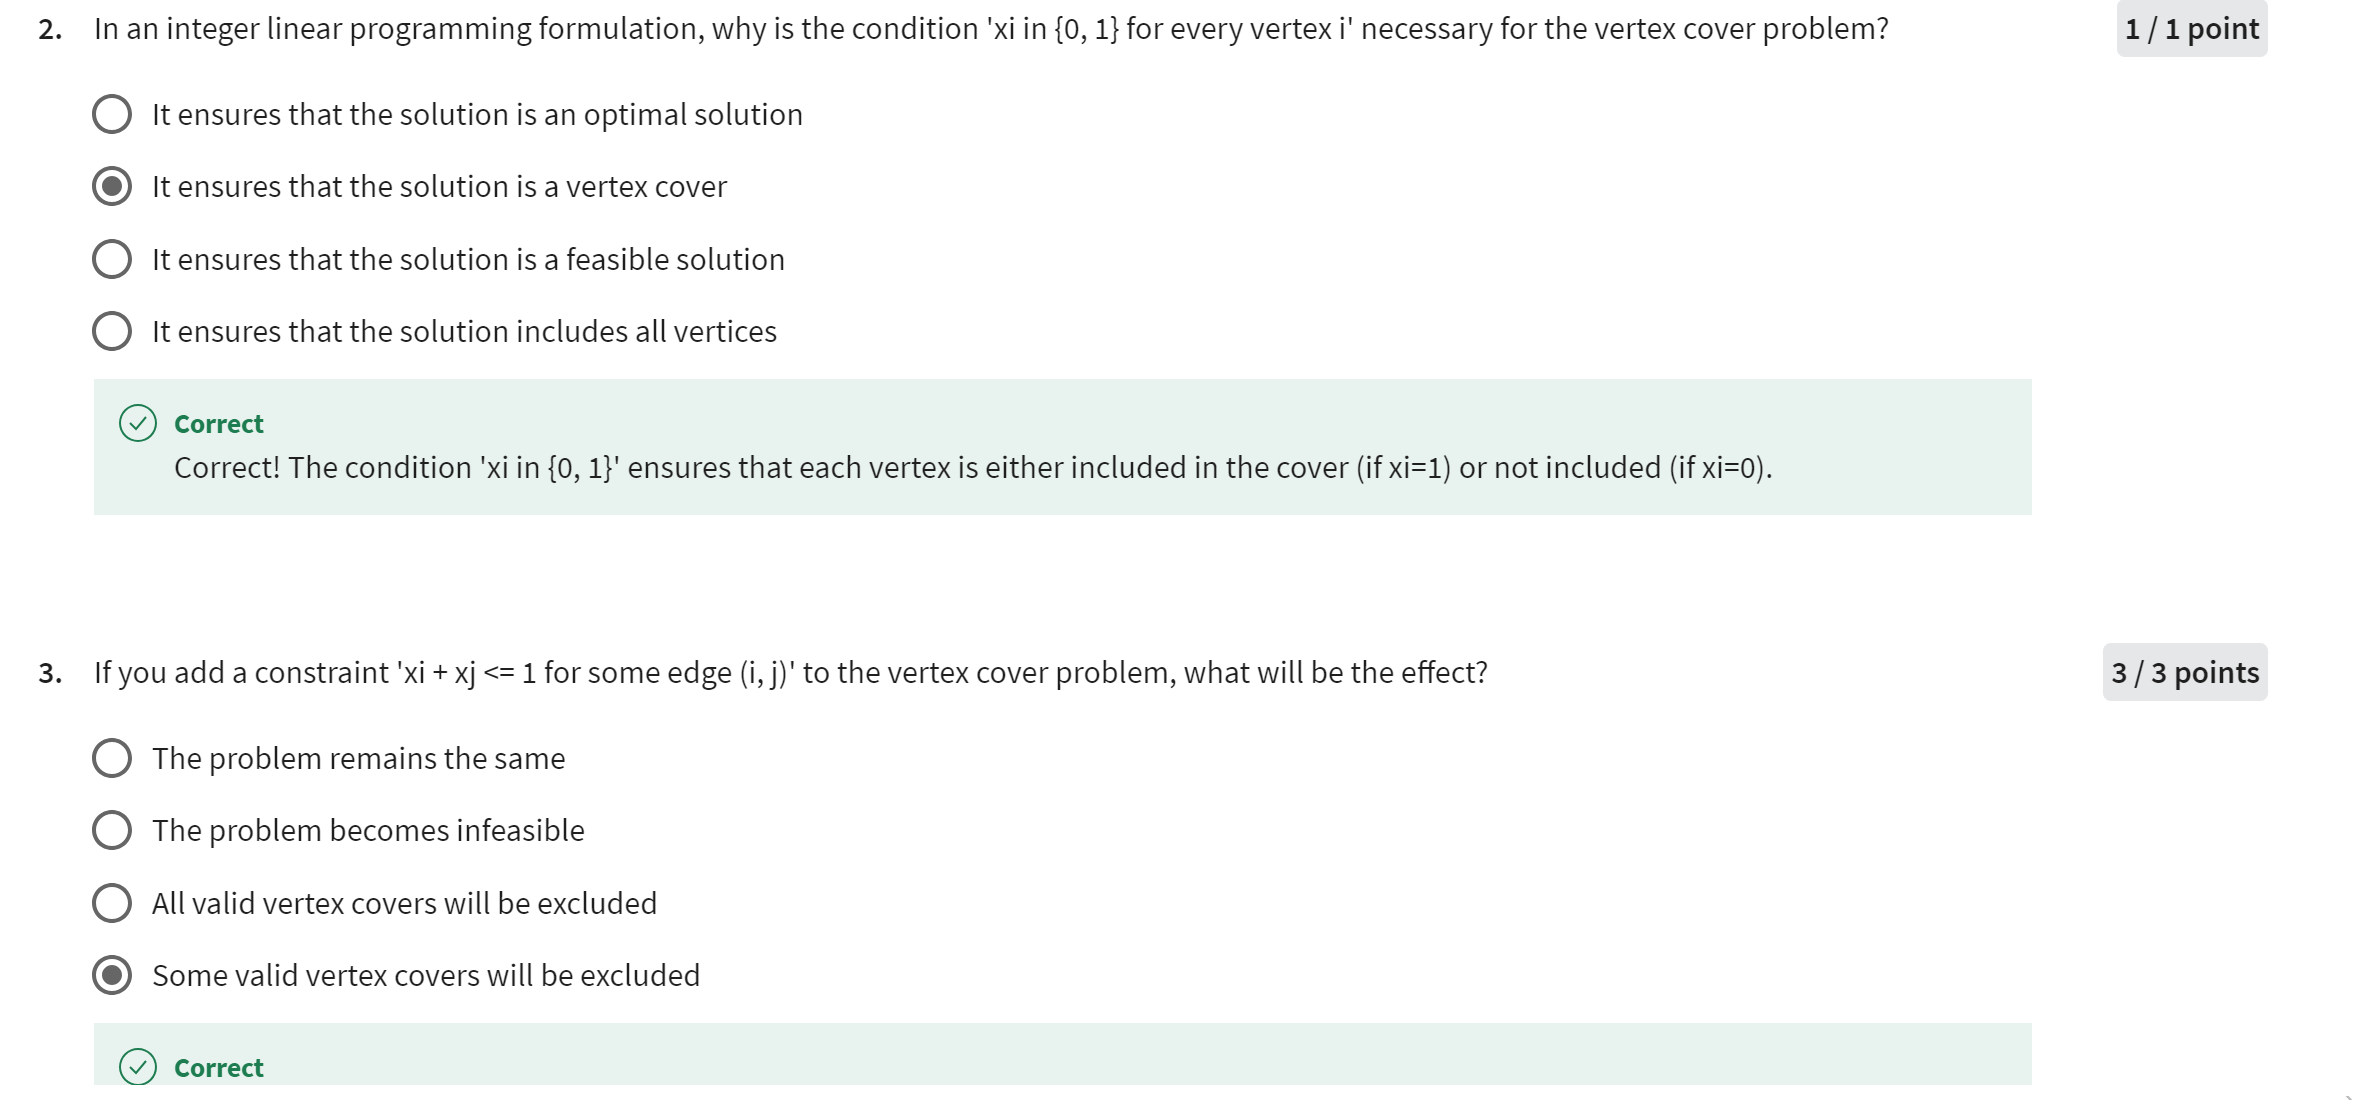 2. In an integer linear programming formulation, why is the condition 'xi in {0, 1} for every vertex i' necessary for the vertex cover problem? 1 / 1 point
It ensures that the solution is an optimal solution
It ensures that the solution is a vertex cover
It ensures that the solution is a feasible solution
It ensures that the solution includes all vertices
Correct
Correct! The condition 'xi in {0, 1}' ensures that each vertex is either included in the cover (if xi=1) or not included (if xi=0).
3. If you add a constraint 'xi + xj <= 1 for some edge (i, j)' to the vertex cover problem, what will be the effect? 3 / 3 points
The problem remains the same
The problem becomes infeasible
All valid vertex covers will be excluded
Some valid vertex covers will be excluded
Correct